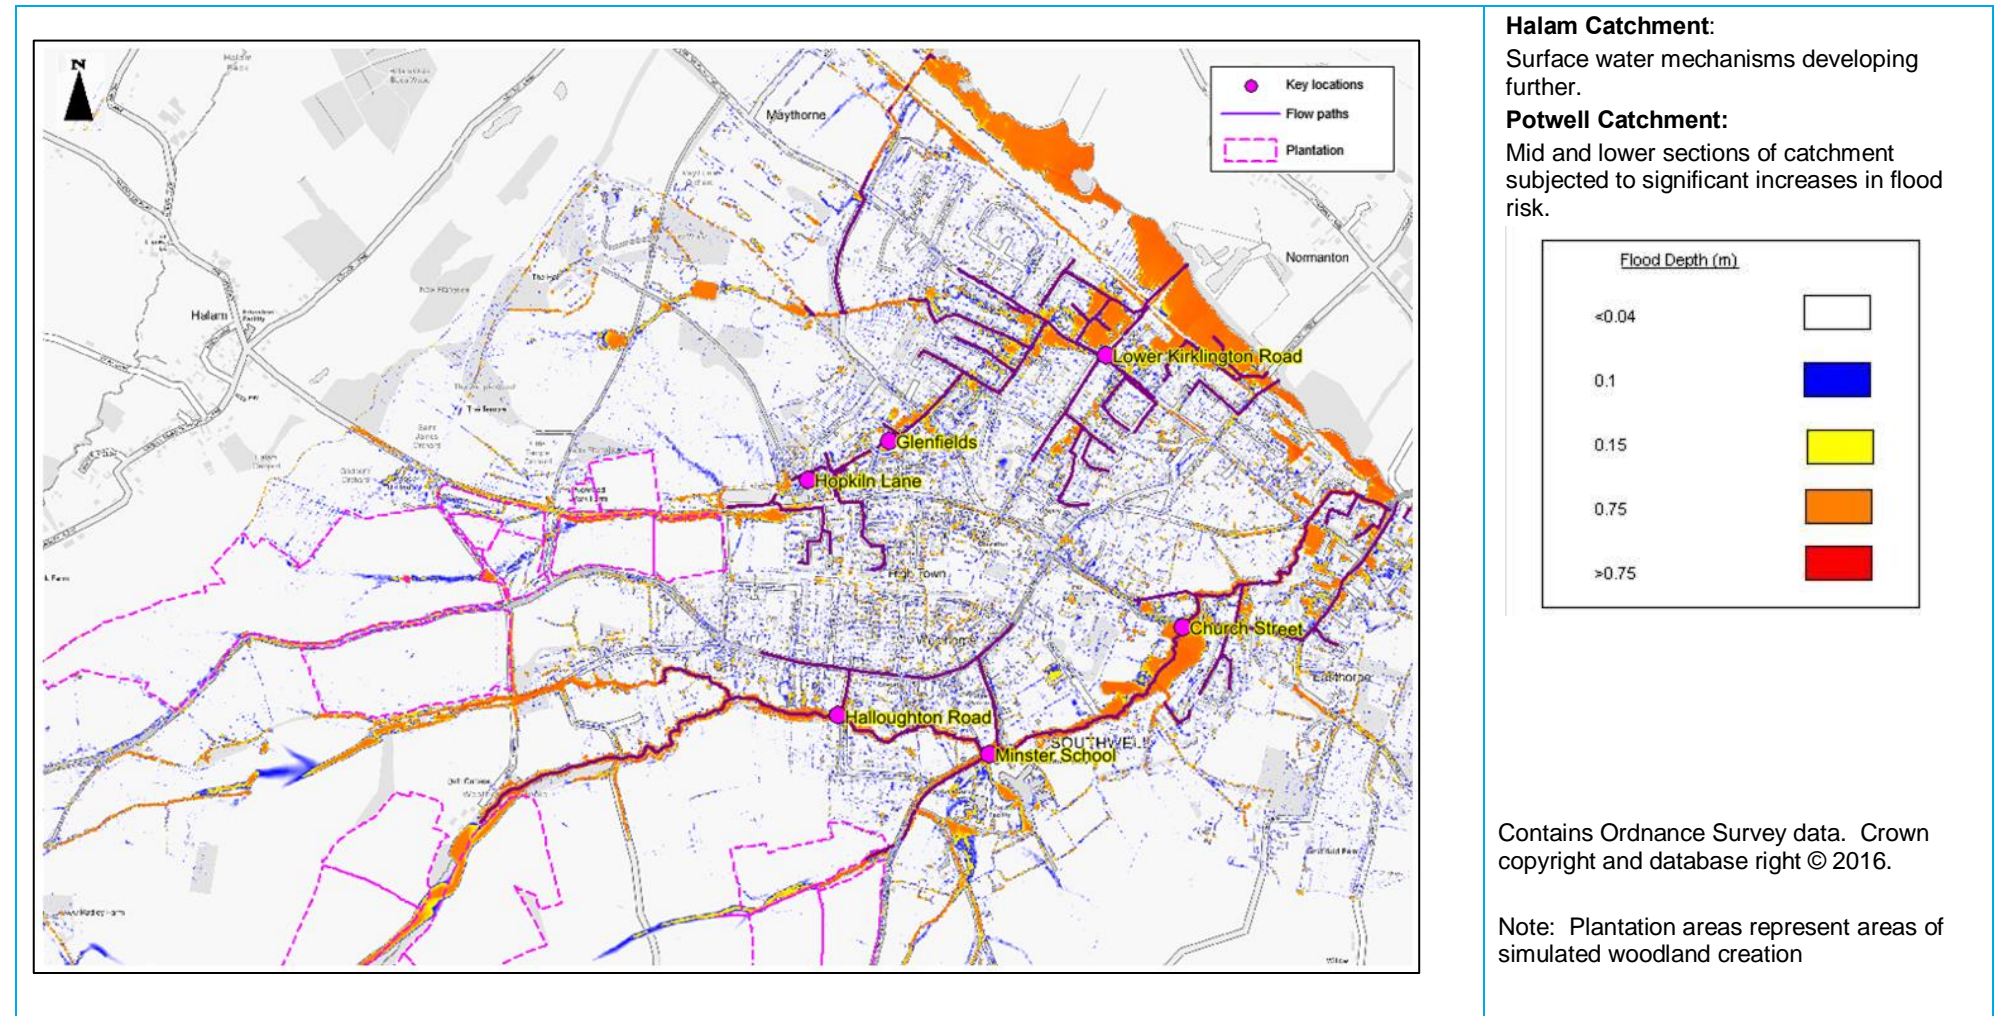 Halam Catchment:
Surface water mechanisms developing
further.
Potwell Catchment:
Mid and lower sections of catchment
subjected to significant increases in flood
risk.
Flood Depth (m)
<0.04
0.1
0.15
0.75
>0.75
Contains Ordnance Survey data. Crown
copyright and database right © 2016.
Note: Plantation areas represent areas of
simulated woodland creation
N
Key locations
Flow paths
Plantation
Maythorne
Normanton
Halam
Lower Kirklington Road
Glenfields
Hopkiln Lane
High Town
Church Street
Halloughton Road
SOUTHWELL
Minster School